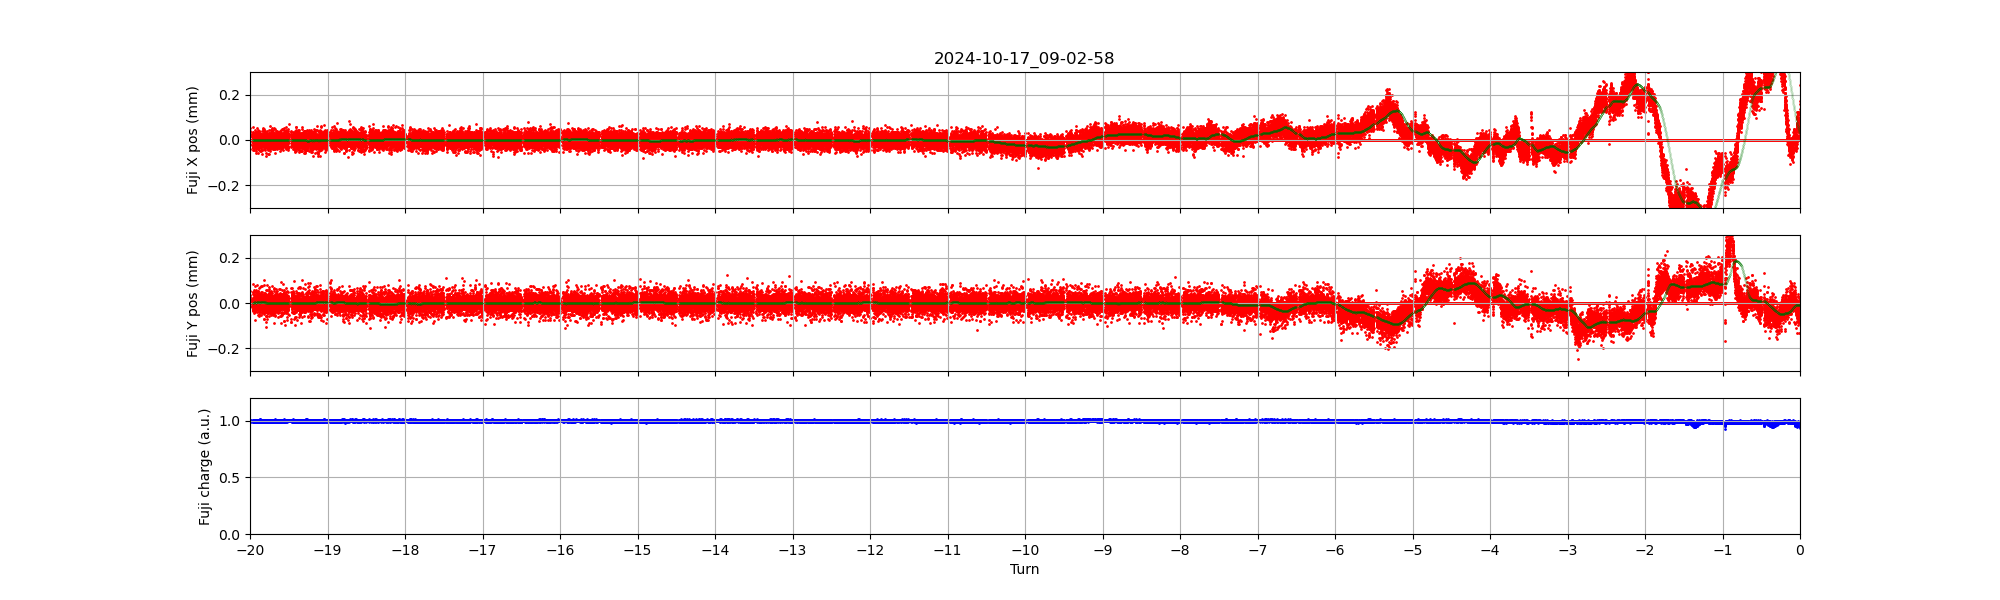 2024-10-17_09-02-58
Fuji X pos (mm)
0.2
0.0
−0.2
Fuji Y pos (mm)
0.2
0.0
−0.2
Fuji charge (a.u.)
1.0
0.5
0.0
−20 −19 −18 −17 −16 −15 −14 −13 −12 −11 −10 −9 −8 −7 −6 −5 −4 −3 −2 −1 0
Turn